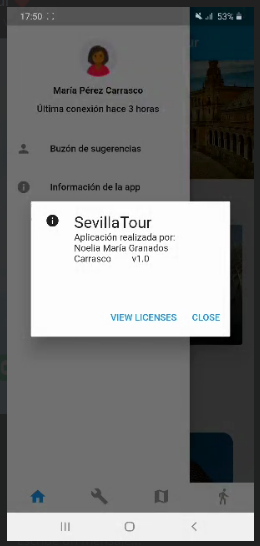 17:50
53%
ur
María Pérez Carrasco
Última conexión hace 3 horas
Buzón de sugerencias
Información de la app
SevillaTour
Aplicación realizada por:
Noelia María Granados
Carrasco v1.0
VIEW LICENSES CLOSE